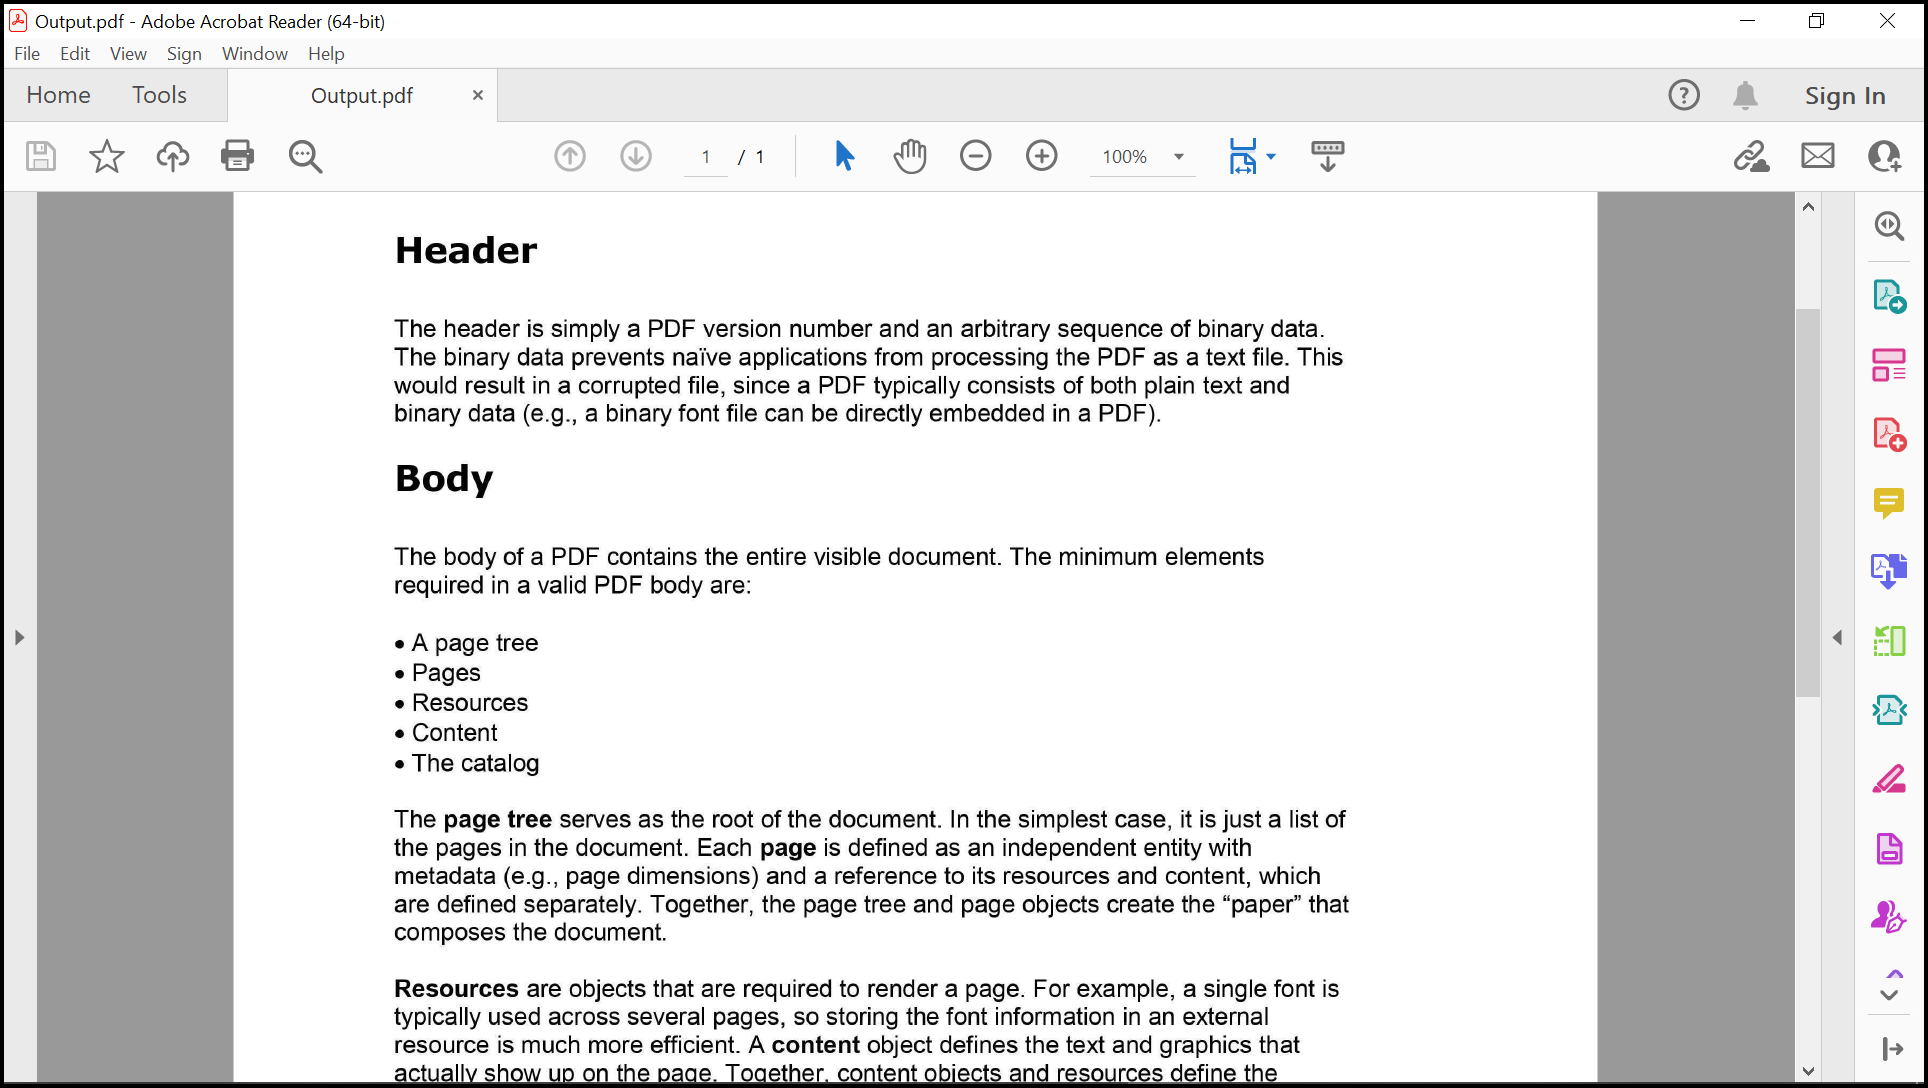 Output.pdf - Adobe Acrobat Reader (64-bit)
File Edit View Sign Window Help
Home Tools Output.pdf × Sign In
1 / 1 100%
Header
The header is simply a PDF version number and an arbitrary sequence of binary data.
The binary data prevents naïve applications from processing the PDF as a text file. This
would result in a corrupted file, since a PDF typically consists of both plain text and
binary data (e.g., a binary font file can be directly embedded in a PDF).
Body
The body of a PDF contains the entire visible document. The minimum elements
required in a valid PDF body are:
• A page tree
• Pages
• Resources
• Content
• The catalog
The page tree serves as the root of the document. In the simplest case, it is just a list of
the pages in the document. Each page is defined as an independent entity with
metadata (e.g., page dimensions) and a reference to its resources and content, which
are defined separately. Together, the page tree and page objects create the “paper” that
composes the document.
Resources are objects that are required to render a page. For example, a single font is
typically used across several pages, so storing the font information in an external
resource is much more efficient. A content object defines the text and graphics that
actually show up on the page. Together, content objects and resources define the